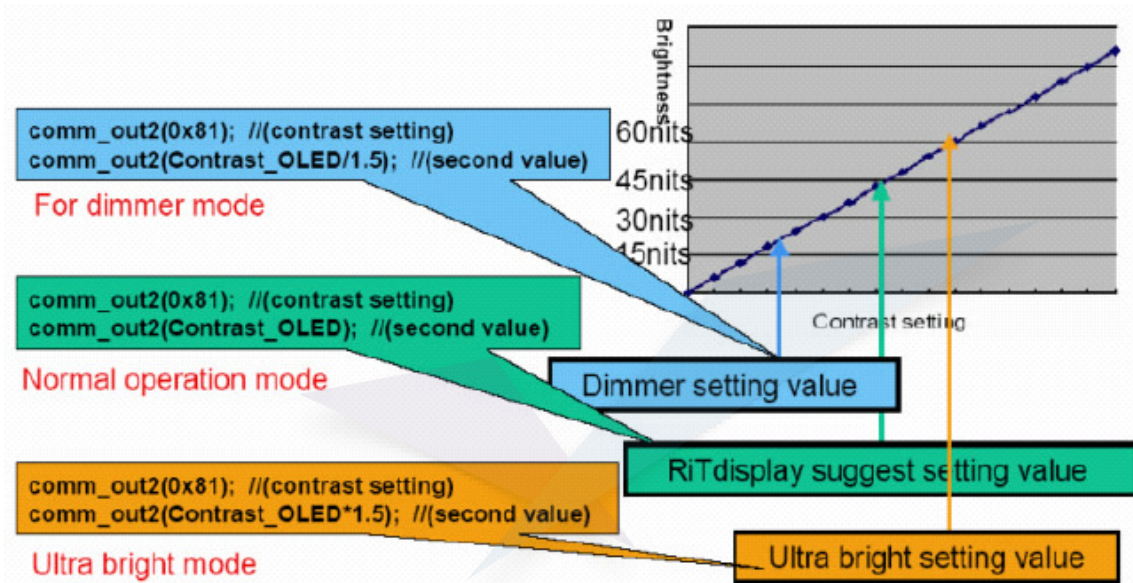 Brightness
comm_out2(0x81); //(contrast setting)
comm_out2(Contrast_OLED/1.5); //(second value)
For dimmer mode
60nits
45nits
30nits
15nits
Contrast setting
comm_out2(0x81); //(contrast setting)
comm_out2(Contrast_OLED); //(second value)
Normal operation mode
Dimmer setting value
RiTdisplay suggest setting value
comm_out2(0x81); //(contrast setting)
comm_out2(Contrast_OLED*1.5); //(second value)
Ultra bright mode
Ultra bright setting value